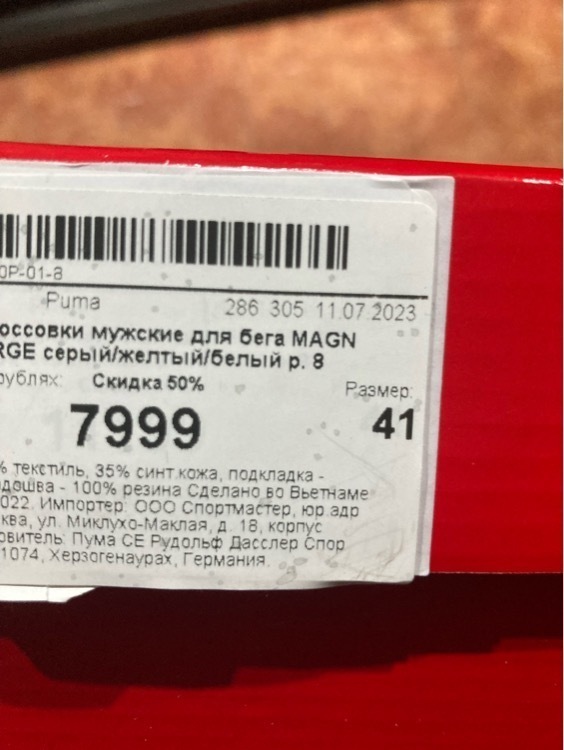 0P-01-8
Puma 286 305 11.07.2023
оссовки мужские для бега MAGN
RGE серый/желтый/белый р. 8
рублях: Скидка 50% Размер:
7999 41
% текстиль, 35% синт.кожа, подкладка -
дошва - 100% резина Сделано во Вьетнаме
022. Импортер: ООО Спортмастер, юр.адр
ква, ул. Миклухо-Маклая, д. 18, корпус
овитель: Пума СЕ Рудольф Дасслер Спор
1074, Херзогенаурах, Германия.